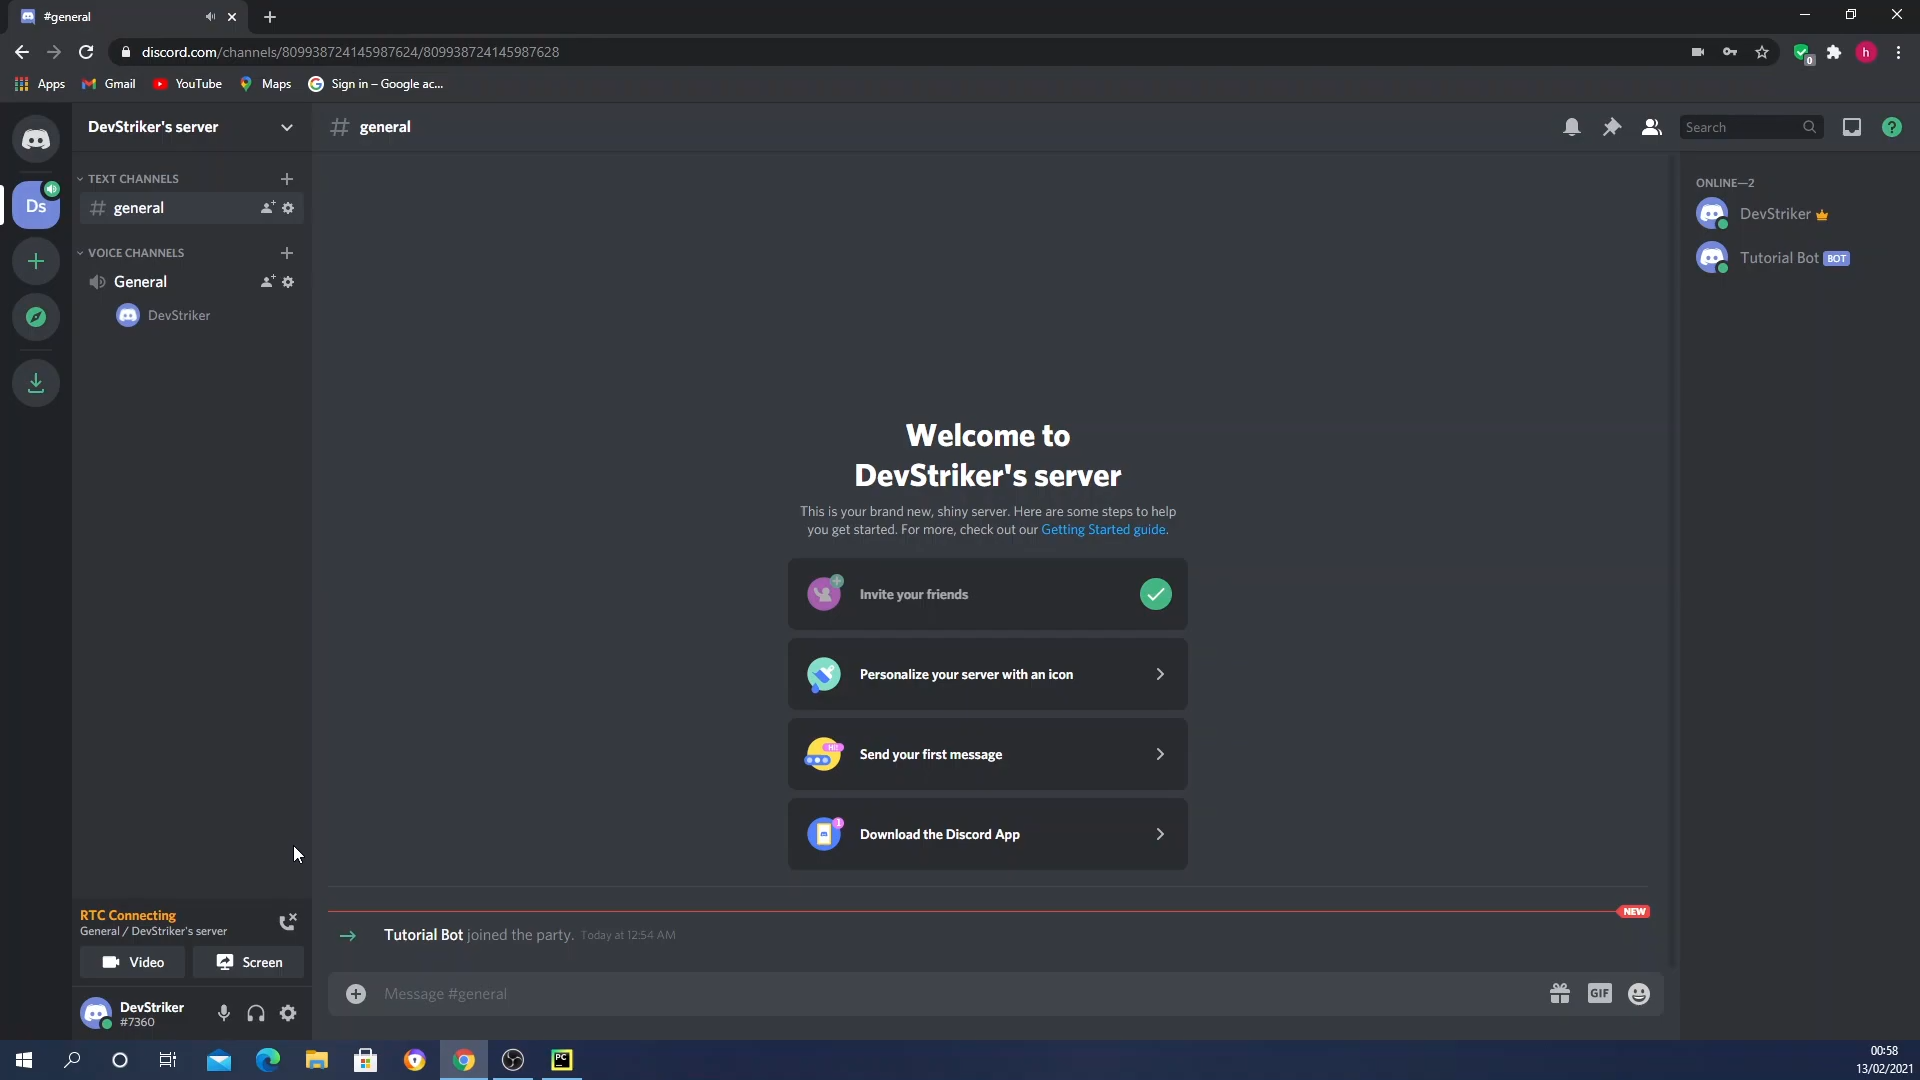 #general
discord.com/channels/809938724145987624/809938724145987628
0
h
Apps
Gmail
YouTube
Maps
Sign in – Google ac...
DevStriker's server
general
Search
?
TEXT CHANNELS
general
Ds
VOICE CHANNELS
General
DevStriker
ONLINE—2
DevStriker
Tutorial Bot BOT
Welcome to
DevStriker's server
This is your brand new, shiny server. Here are some steps to help
you get started. For more, check out our Getting Started guide.
Invite your friends
Personalize your server with an icon
HI!
Send your first message
1
Download the Discord App
NEW
Tutorial Bot joined the party. Today at 12:54 AM
RTC Connecting
General / DevStriker's server
Video
Screen
Message #general
GIF
DevStriker
#7360
PC
00:58
13/02/2021